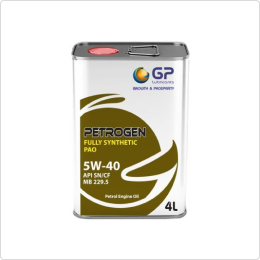 GP
Lubricants
GROWTH & PROSPERITY
PETROGEN
FULLY SYNTHETIC
PAO
5W-40
API SN/CF
MB 229.5
Petrol Engine Oil
4L